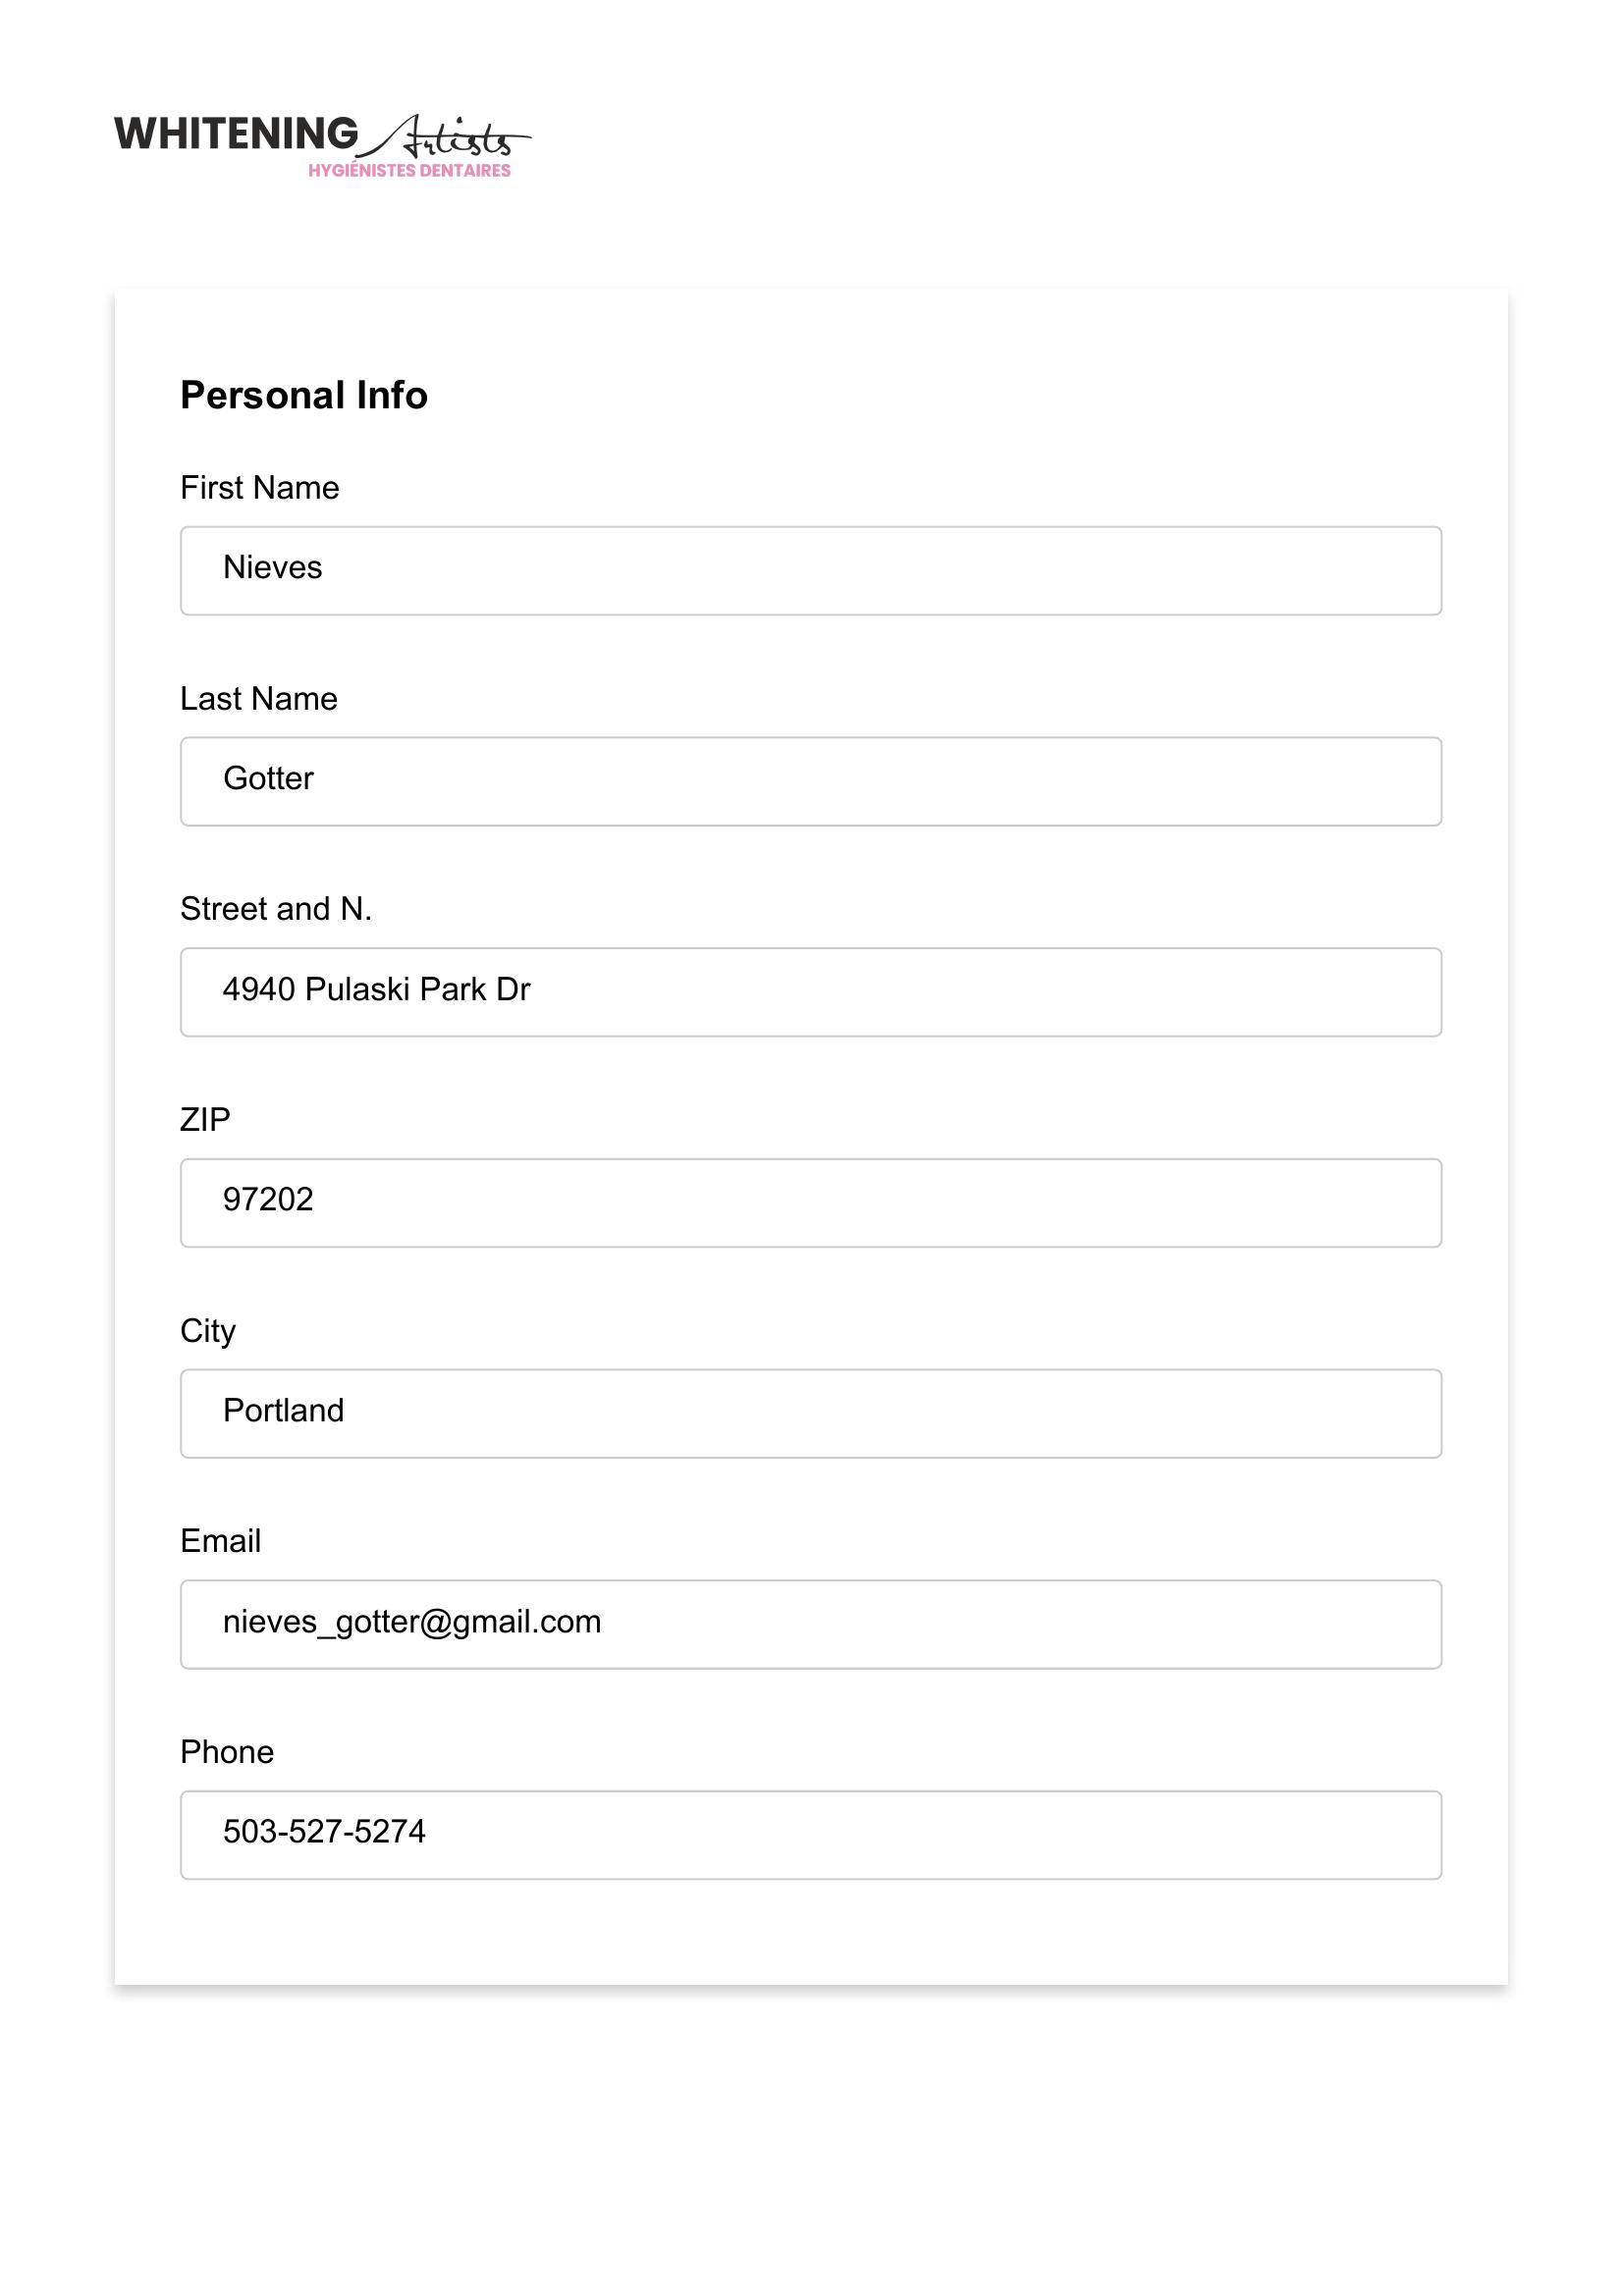 WHITENING Artists
HYGIÉNISTES DENTAIRES
Personal Info
First Name
Nieves
Last Name
Gotter
Street and N.
4940 Pulaski Park Dr
ZIP
97202
City
Portland
Email
nieves_gotter@gmail.com
Phone
503-527-5274